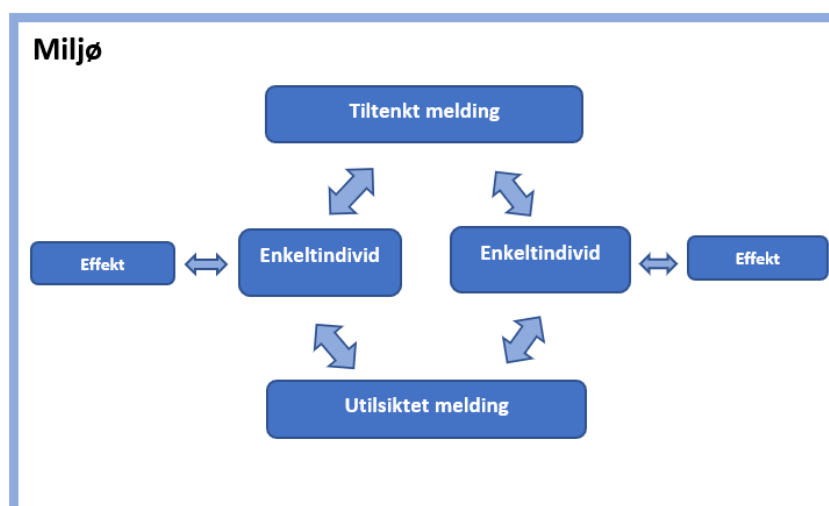 Miljø
Tiltenkt melding
Effekt
Enkeltindivid
Enkeltindivid
Effekt
Utilsiktet melding